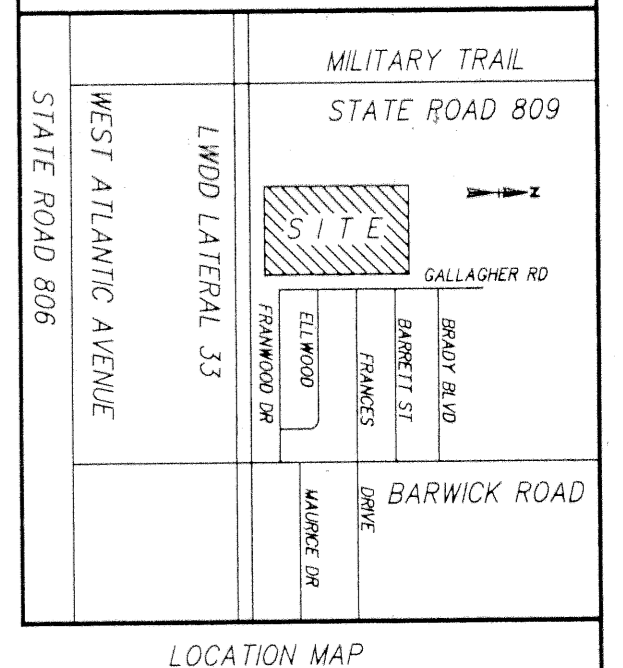 MILITARY TRAIL
STATE ROAD 809
STATE ROAD 806
WEST ATLANTIC AVENUE
LWDD LATERAL 33
SITE
N
GALLAGHER RD
FRANWOOD DR
ELLWOOD
FRANCES
BARRETT ST
BRADY BLVD
MAURICE DR
DRIVE
BARWICK ROAD
LOCATION MAP